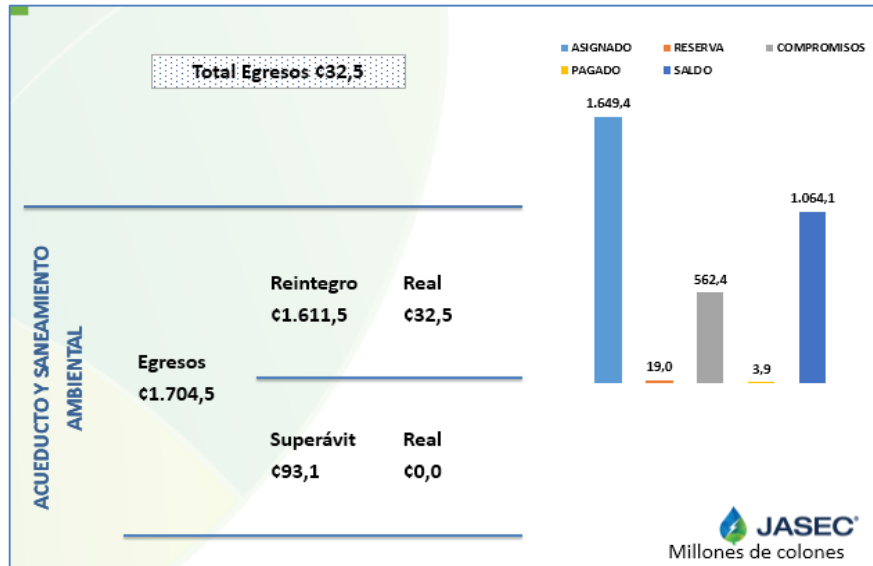 Total Egresos ¢32,5
ASIGNADO
RESERVA
COMPROMISOS
PAGADO
SALDO
1.649,4
19,0
562,4
3,9
1.064,1
ACUEDUCTO Y SANEAMIENTO
AMBIENTAL
Egresos
¢1.704,5
Reintegro
¢1.611,5
Real
¢32,5
Superávit
¢93,1
Real
¢0,0
JASEC
Millones de colones